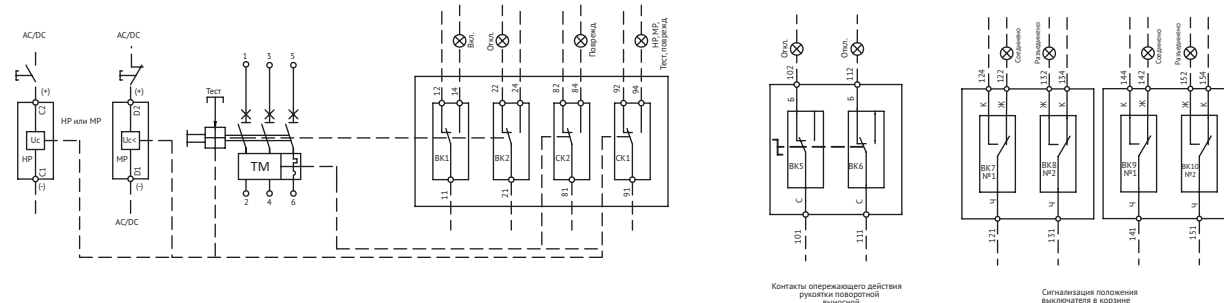 AC/DC
(+)
C2
Uc
HP
C1
(-)
HP или MP
AC/DC
(+)
D2
Uc<
MP
D1
(-)
AC/DC
Тест
1
3
5
TM
2
4
6
Вкл.
Откл.
Поврежд.
HP, MP,
Тест, поврежд.
12
14
22
24
82
84
92
94
BK1
BK2
CK2
CK1
11
21
81
91
Откл.
Откл.
102
112
Б
Б
BK5
BK6
С
С
101
111
Контакты опережающего действия
рукоятки поворотной
выносной
Соединено
Разъединено
124
122
132
134
К
Ж
Ж
К
BK7
№1
BK8
№2
Ч
Ч
121
131
Соединено
Разъединено
144
142
152
154
К
Ж
Ж
К
BK9
№1
BK10
№2
Ч
Ч
141
151
Сигнализация положения
выключателя в корзине